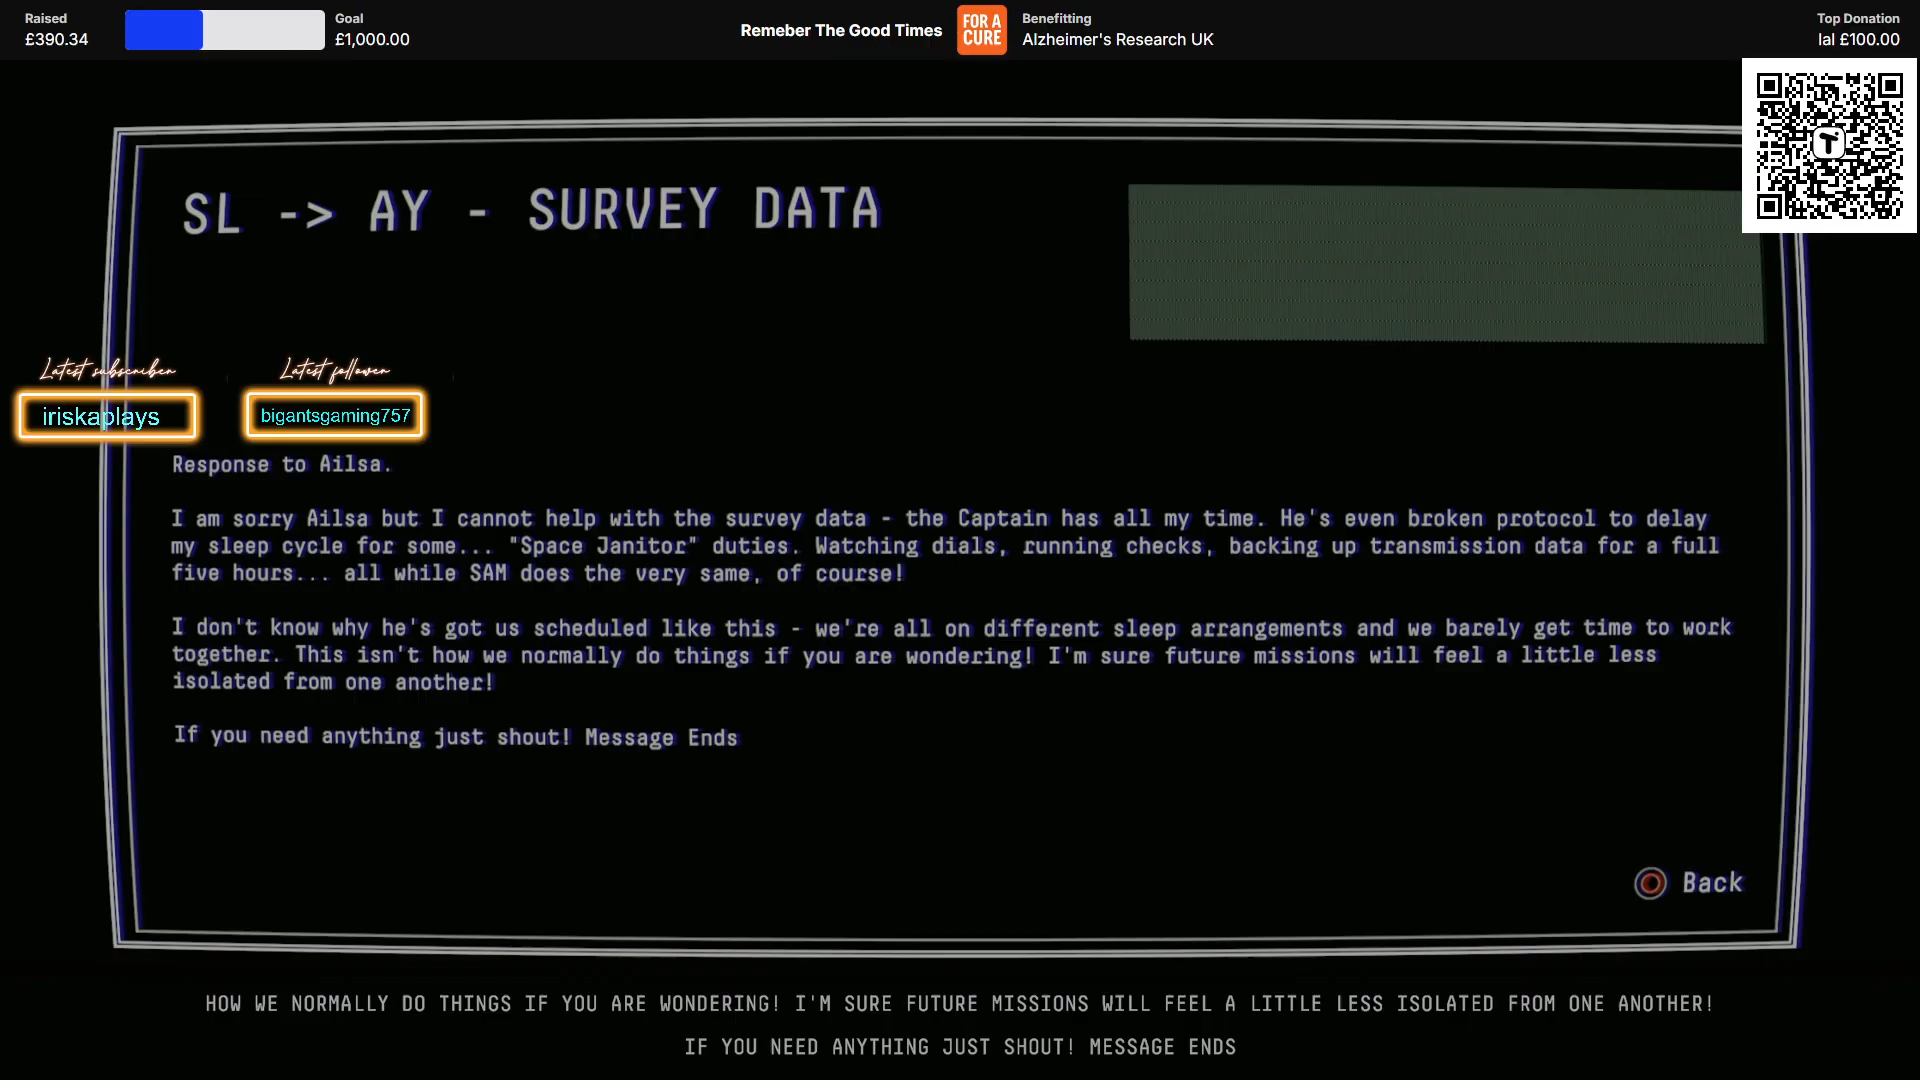 Raised
£390.34
Goal
£1,000.00
Remeber The Good Times
FOR A
CURE
Benefitting
Alzheimer's Research UK
Top Donation
lal £100.00
T
SL -> AY - SURVEY DATA
Latest subscriber
iriskaplays
Latest follower
bigantsgaming757
Response to Ailsa.
I am sorry Ailsa but I cannot help with the survey data - the Captain has all my time. He's even broken protocol to delay
my sleep cycle for some... "Space Janitor" duties. Watching dials, running checks, backing up transmission data for a full
five hours... all while SAM does the very same, of course!
I don't know why he's got us scheduled like this - we're all on different sleep arrangements and we barely get time to work
together. This isn't how we normally do things if you are wondering! I'm sure future missions will feel a little less
isolated from one another!
If you need anything just shout! Message Ends
Back
HOW WE NORMALLY DO THINGS IF YOU ARE WONDERING! I'M SURE FUTURE MISSIONS WILL FEEL A LITTLE LESS ISOLATED FROM ONE ANOTHER!
IF YOU NEED ANYTHING JUST SHOUT! MESSAGE ENDS